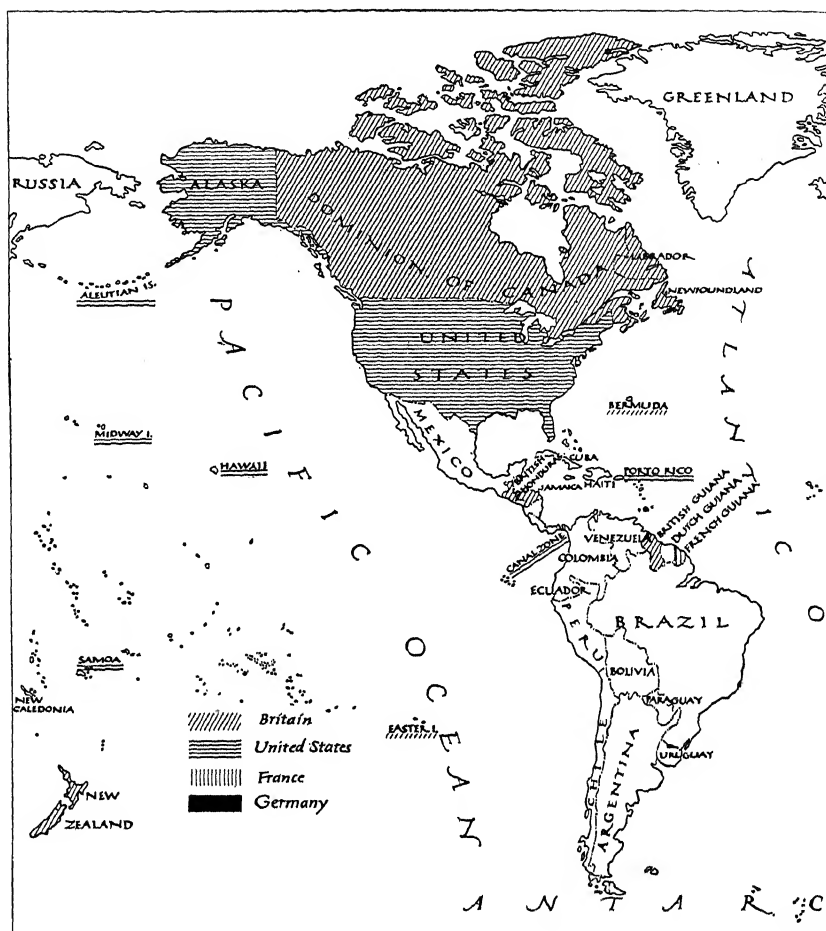 GREENLAND
RUSSIA
ALASKA
DOMINION OF CANADA
LABRADOR
NEWFOUNDLAND
ALEUTIAN IS.
PACIFIC OCEAN
ATLANTIC O
UNITED
STATES
BERMUDA
MIDWAY I.
HAWAII
MEXICO
CUBA
BRITISH
HONDURAS
JAMAICA
HAITI
PORTO RICO
BRITISH GUIANA
DUTCH GUIANA
FRENCH GUIANA
CANAL ZONE
VENEZUELA
COLOMBIA
ECUADOR
PERU
BRAZIL
SAMOA
BOLIVIA
NEW
CALEDONIA
PARAGUAY
Britain
EASTER I.
United States
URUGUAY
CHILE
ARGENTINA
France
Germany
NEW
ZEALAND
ANTARC